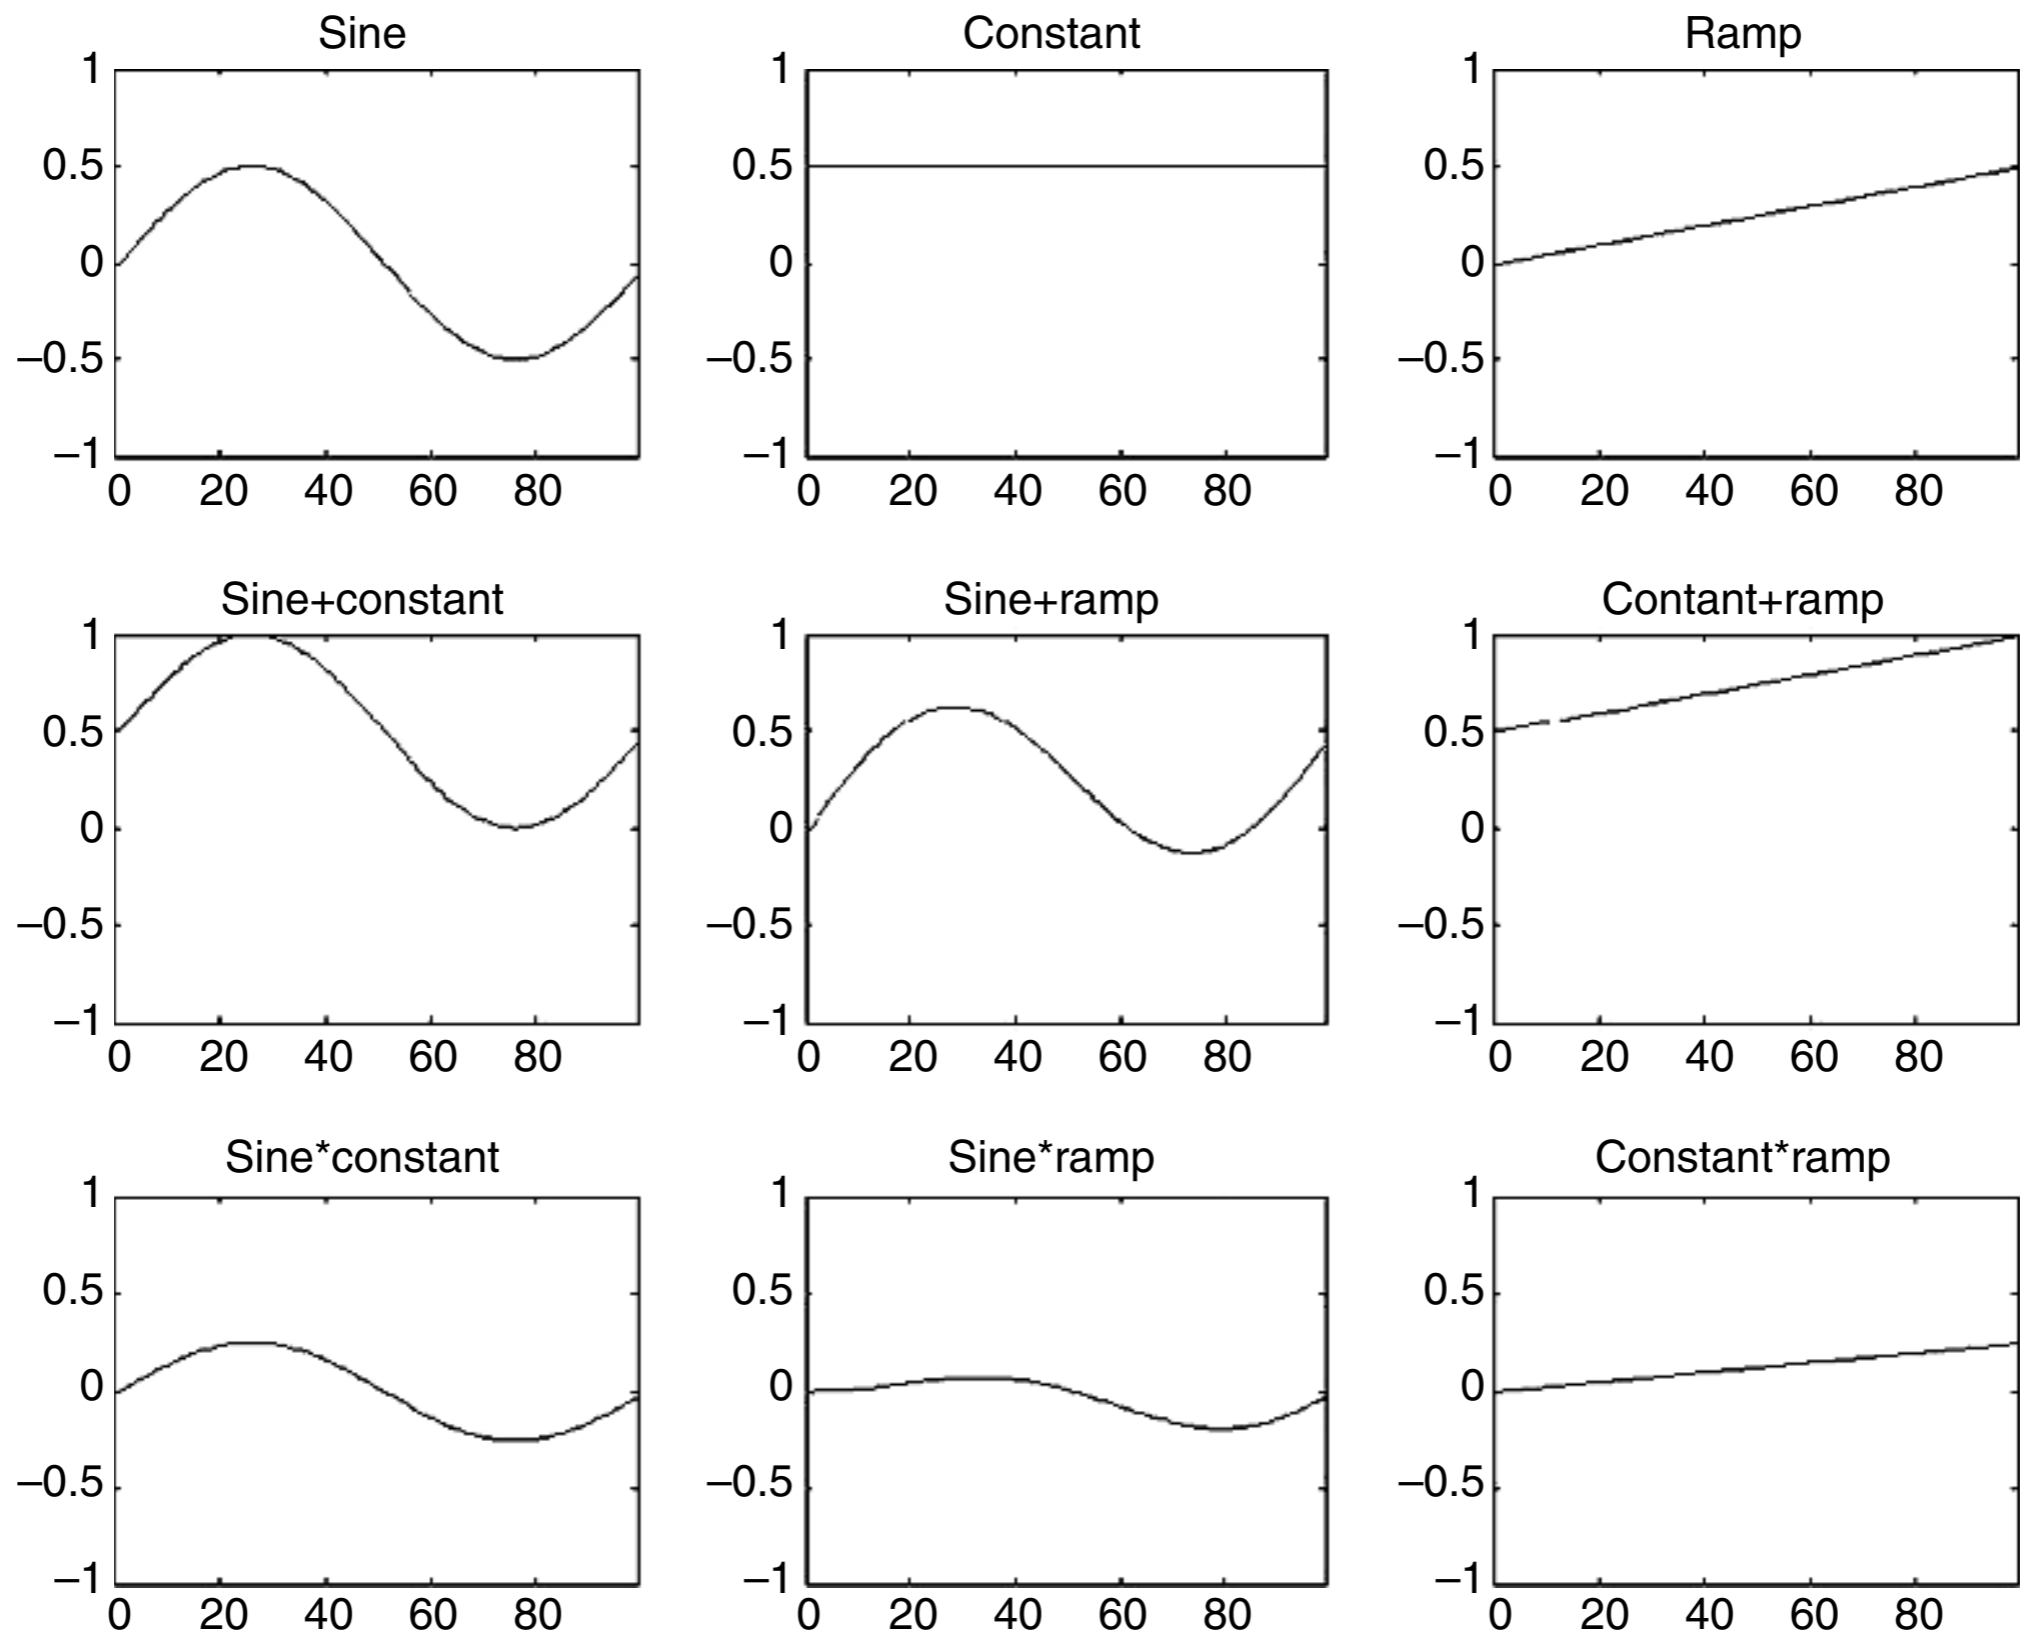 Sine Constant Ramp
1 1 1
0.5 0.5 0.5
0 0 0
–0.5 –0.5 –0.5
–1 –1 –1
0 20 40 60 80 0 20 40 60 80 0 20 40 60 80
Sine+constant Sine+ramp Contant+ramp
1 1 1
0.5 0.5 0.5
0 0 0
–0.5 –0.5 –0.5
–1 –1 –1
0 20 40 60 80 0 20 40 60 80 0 20 40 60 80
Sine*constant Sine*ramp Constant*ramp
1 1 1
0.5 0.5 0.5
0 0 0
–0.5 –0.5 –0.5
–1 –1 –1
0 20 40 60 80 0 20 40 60 80 0 20 40 60 80